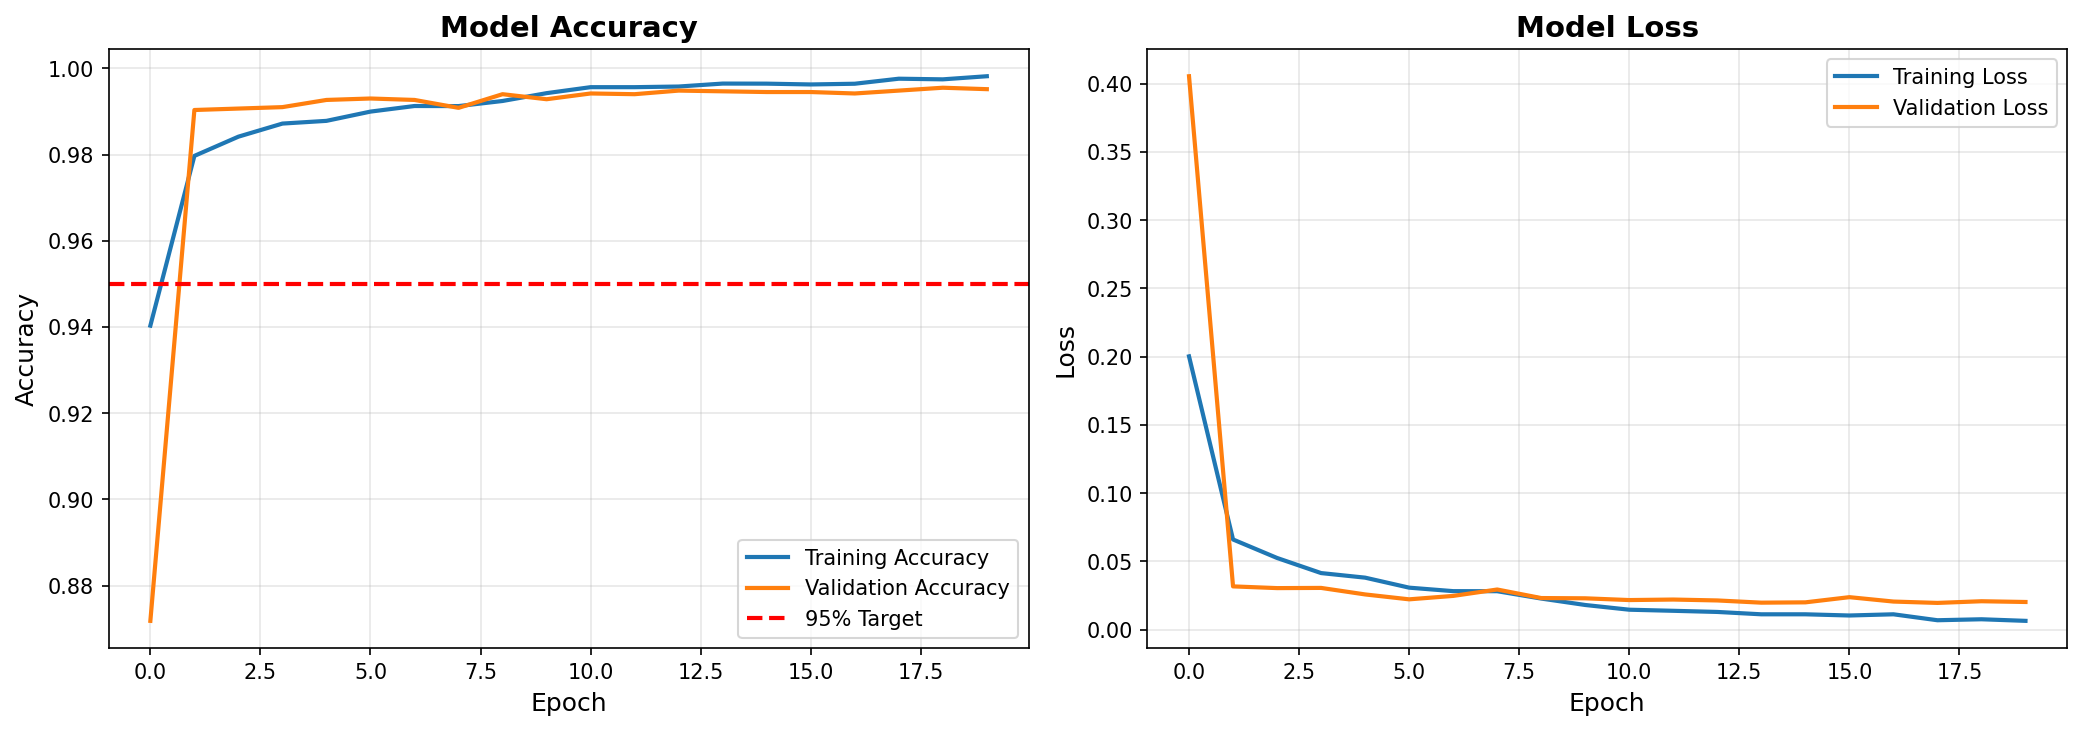 Model Accuracy
Accuracy
1.00
0.98
0.96
0.94
0.92
0.90
0.88
Training Accuracy
Validation Accuracy
95% Target
0.0 2.5 5.0 7.5 10.0 12.5 15.0 17.5
Epoch
Model Loss
Loss
0.40
0.35
0.30
0.25
0.20
0.15
0.10
0.05
0.00
Training Loss
Validation Loss
0.0 2.5 5.0 7.5 10.0 12.5 15.0 17.5
Epoch